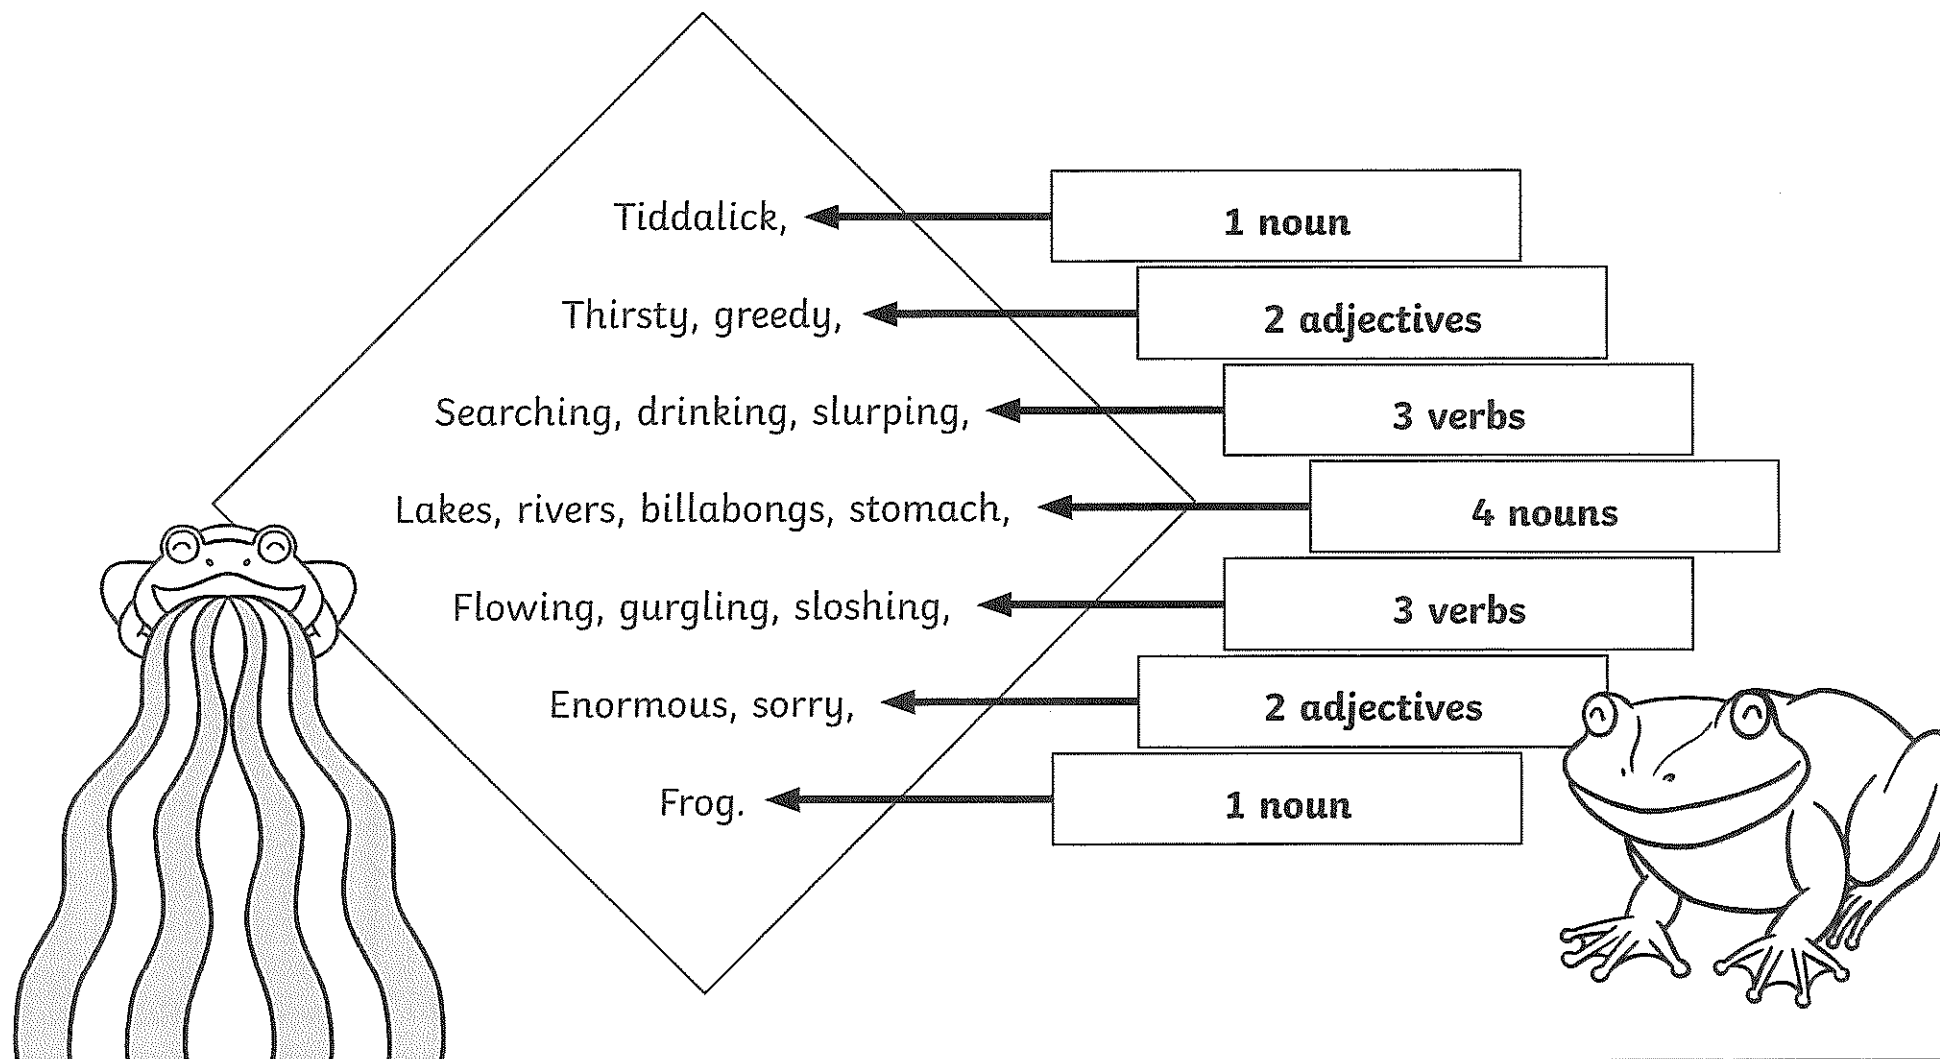 Tiddalick,
1 noun
Thirsty, greedy,
2 adjectives
Searching, drinking, slurping,
3 verbs
Lakes, rivers, billabongs, stomach,
4 nouns
Flowing, gurgling, sloshing,
3 verbs
Enormous, sorry,
2 adjectives
Frog.
1 noun